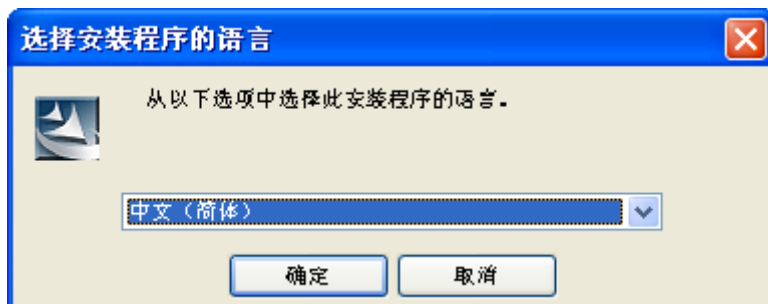 选择安装程序的语言
从以下选项中选择此安装程序的语言。
中文（简体）
确定
取消